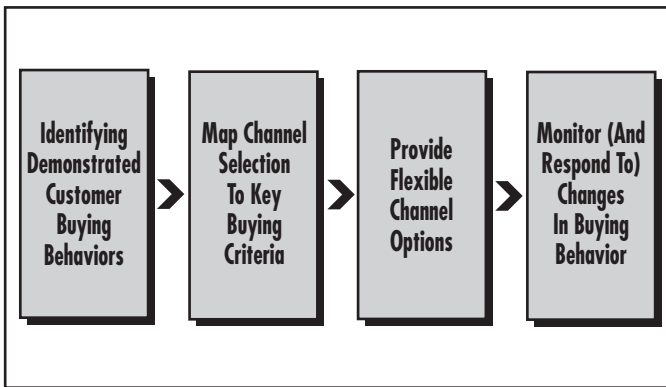 Identifying
Demonstrated
Customer
Buying
Behaviors
Map Channel
Selection
To Key
Buying
Criteria
Provide
Flexible
Channel
Options
Monitor (And
Respond To)
Changes
In Buying
Behavior